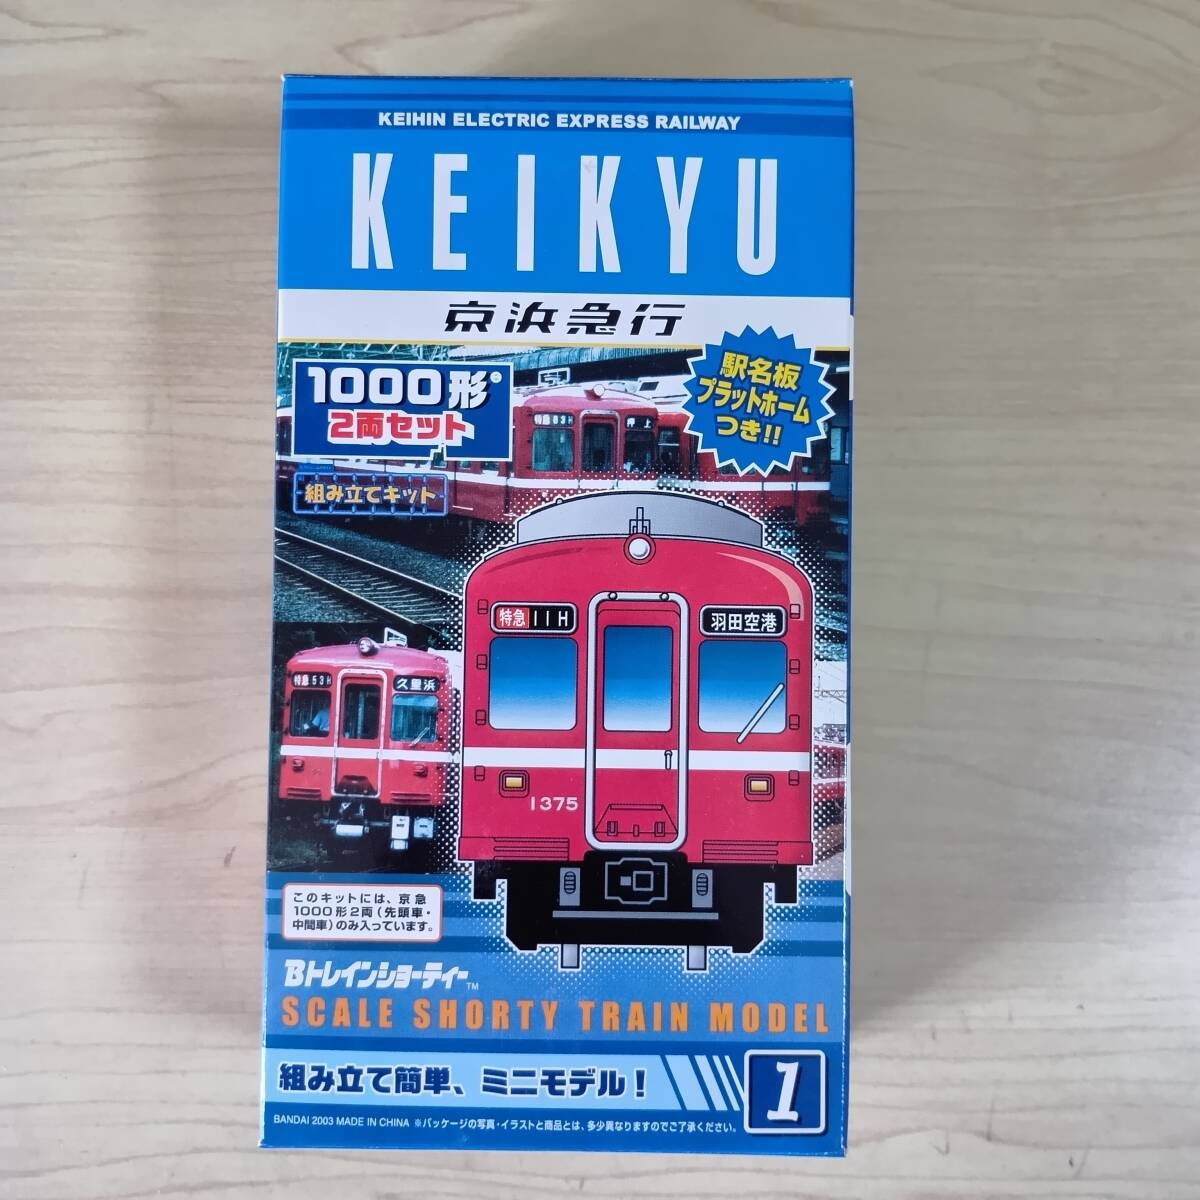 KEIHIN ELECTRIC EXPRESS RAILWAY
KEIKYU
京浜急行
駅名板
プラットホーム
つき!!
1000形
2両セット
組み立てキット
特急 83H
押上
特急 11H
羽田空港
特急 53H
久里浜
1375
このキットには、京急
1000形2両(先頭車・
中間車)のみ入っています。
Bトレインショーティー™
SCALE SHORTY TRAIN MODEL
組み立て簡単、ミニモデル!
1
BANDAI 2003 MADE IN CHINA ※パッケージの写真・イラストと商品とは、多少異なりますのでご了承ください。